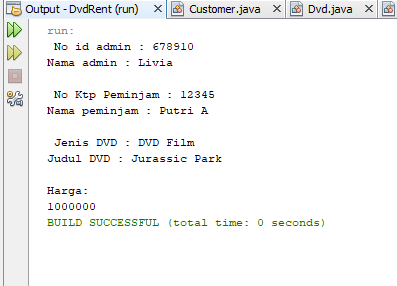 Output - DvdRent (run) Customer.java Dvd.java
run:
No id admin : 678910
Nama admin : Livia
No Ktp Peminjam : 12345
Nama peminjam : Putri A
Jenis DVD : DVD Film
Judul DVD : Jurassic Park
Harga:
1000000
BUILD SUCCESSFUL (total time: 0 seconds)